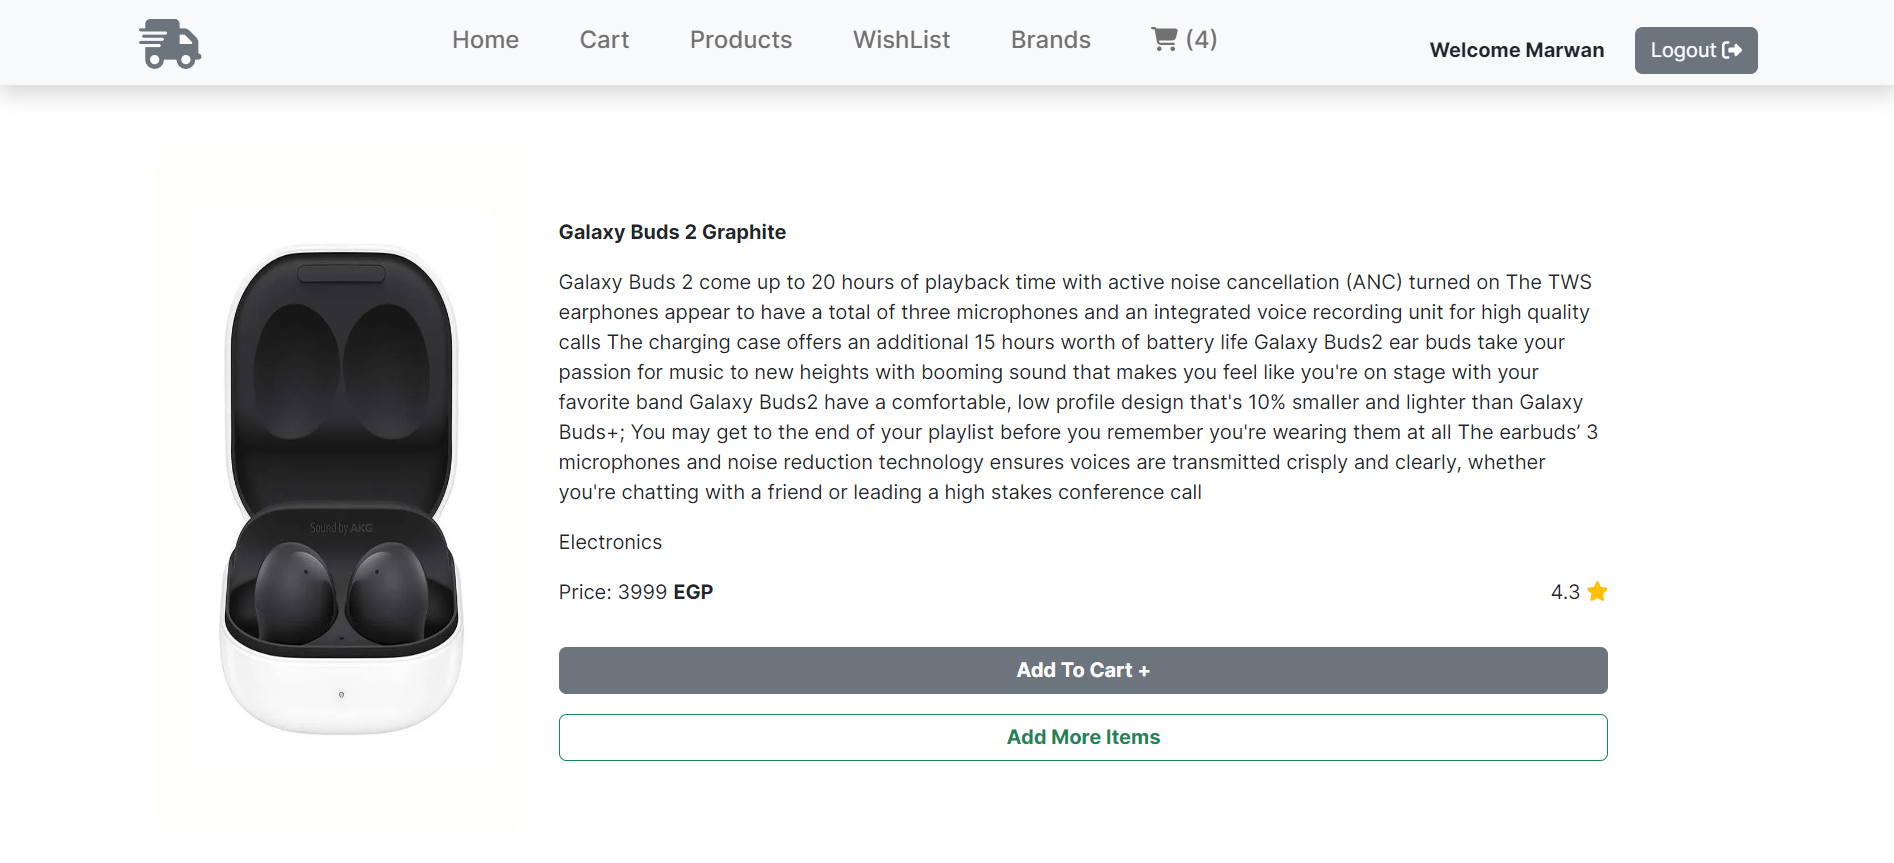 Home Cart Products WishList Brands (4) Welcome Marwan Logout
Galaxy Buds 2 Graphite
Galaxy Buds 2 come up to 20 hours of playback time with active noise cancellation (ANC) turned on The TWS
earphones appear to have a total of three microphones and an integrated voice recording unit for high quality
calls The charging case offers an additional 15 hours worth of battery life Galaxy Buds2 ear buds take your
passion for music to new heights with booming sound that makes you feel like you're on stage with your
favorite band Galaxy Buds2 have a comfortable, low profile design that's 10% smaller and lighter than Galaxy
Buds+; You may get to the end of your playlist before you remember you're wearing them at all The earbuds’ 3
microphones and noise reduction technology ensures voices are transmitted crisply and clearly, whether
you're chatting with a friend or leading a high stakes conference call
Electronics
Price: 3999 EGP 4.3
Add To Cart +
Add More Items
Sound by AKG